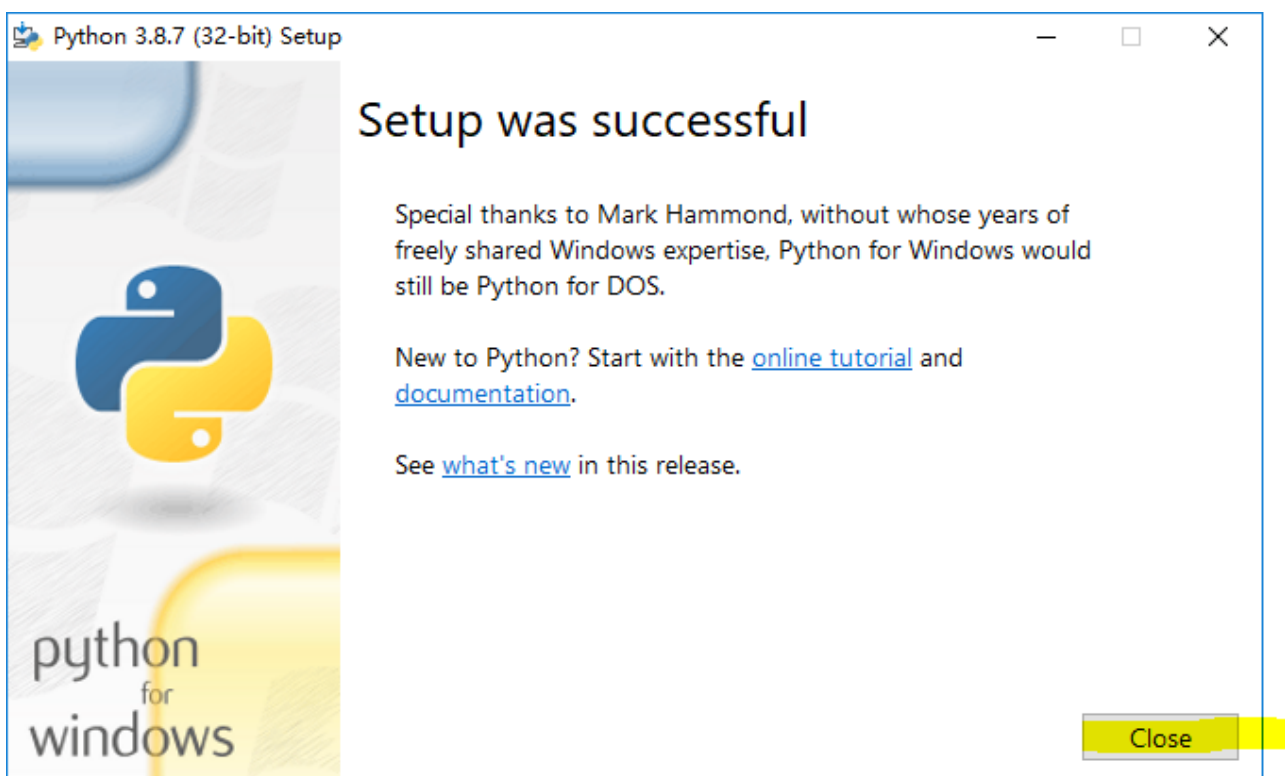 Python 3.8.7 (32-bit) Setup
Setup was successful
Special thanks to Mark Hammond, without whose years of
freely shared Windows expertise, Python for Windows would
still be Python for DOS.
New to Python? Start with the online tutorial and
documentation.
See what's new in this release.
python
for
windows
Close